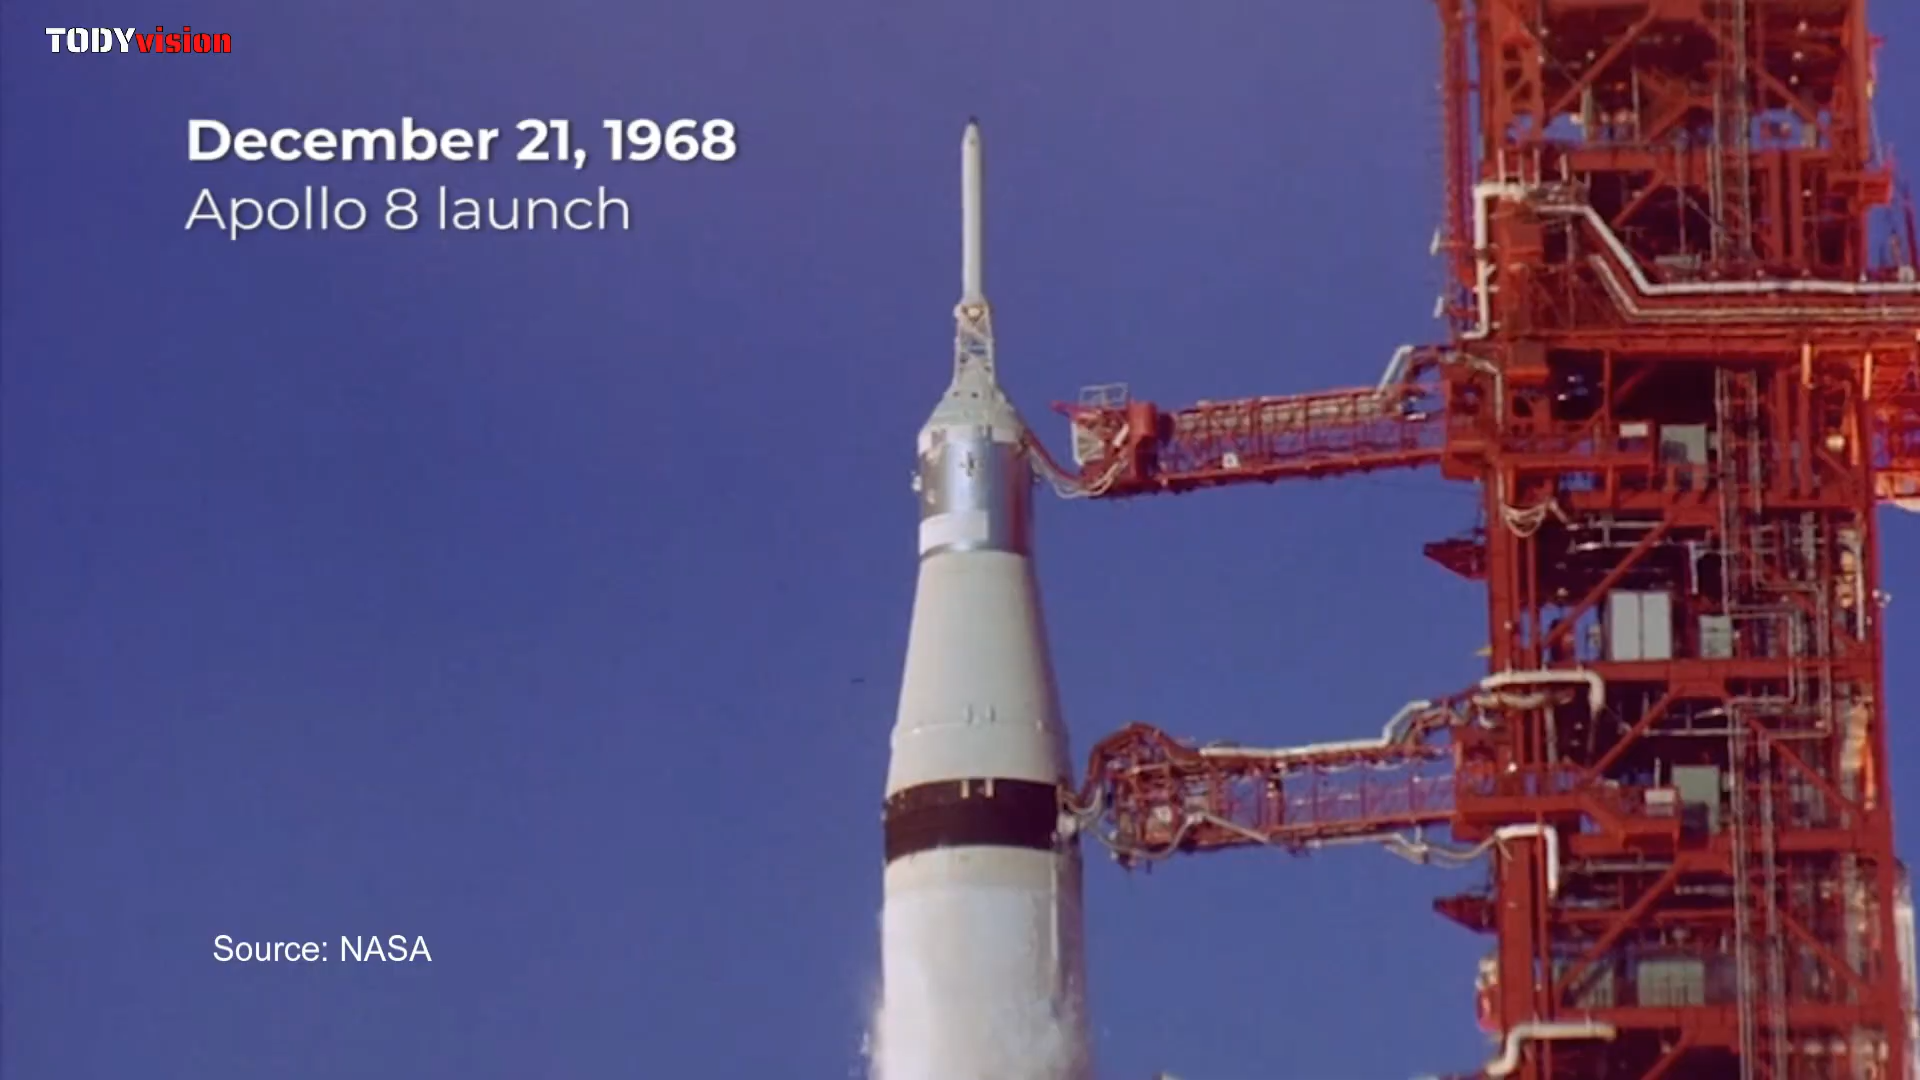 TODYvision
December 21, 1968
Apollo 8 launch
Source: NASA